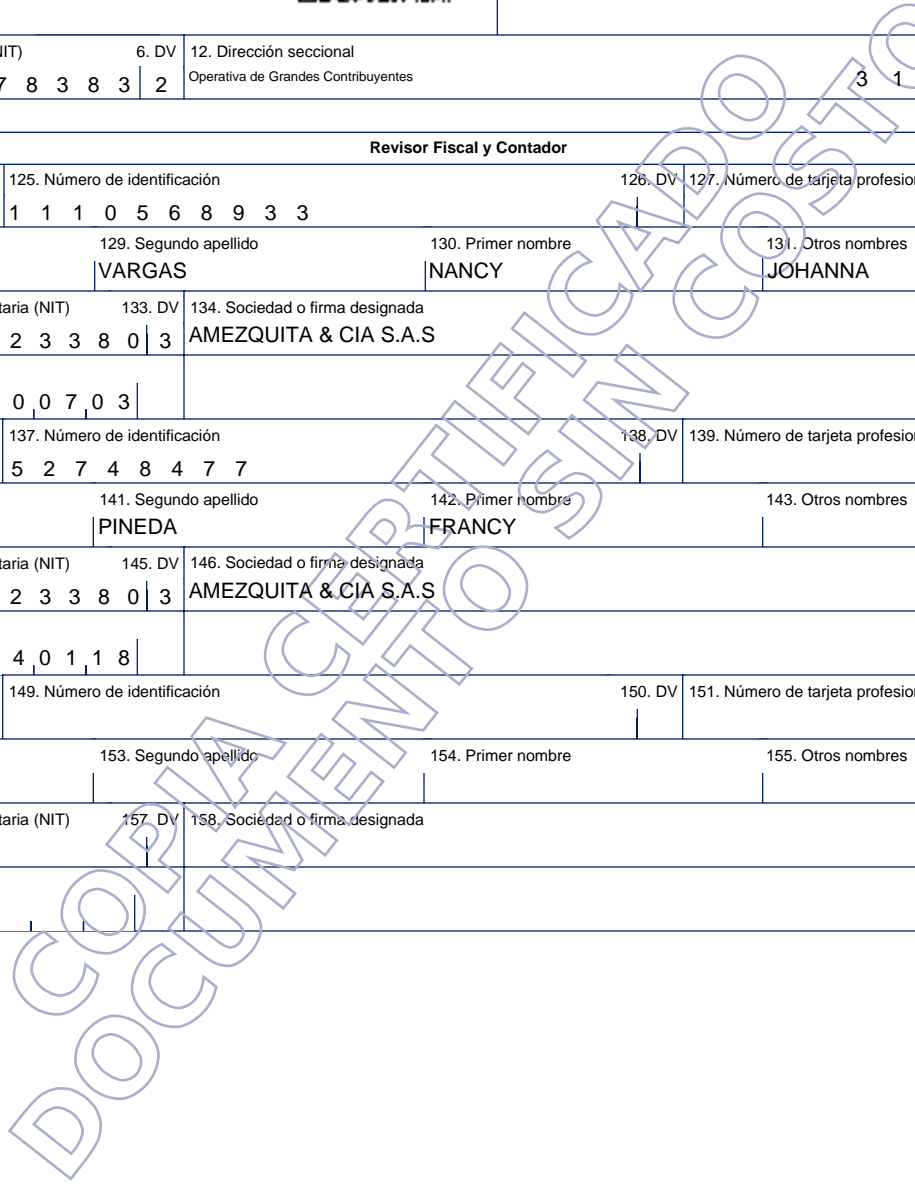 IT) 6. DV 12. Dirección seccional
7 8 3 8 3 2 Operativa de Grandes Contribuyentes 3 1
Revisor Fiscal y Contador
125. Número de identificación 126. DV 127. Número de tarjeta profesion
1 1 1 0 5 6 8 9 3 3
129. Segundo apellido 130. Primer nombre 131. Otros nombres
VARGAS NANCY JOHANNA
taria (NIT) 133. DV 134. Sociedad o firma designada
2 3 3 8 0 3 AMEZQUITA & CIA S.A.S
0 0 7 0 3
137. Número de identificación 138. DV 139. Número de tarjeta profesion
5 2 7 4 8 4 7 7
141. Segundo apellido 142. Primer nombre 143. Otros nombres
PINEDA FRANCY
taria (NIT) 145. DV 146. Sociedad o firma designada
2 3 3 8 0 3 AMEZQUITA & CIA S.A.S
4 0 1 1 8
149. Número de identificación 150. DV 151. Número de tarjeta profesion
153. Segundo apellido 154. Primer nombre 155. Otros nombres
taria (NIT) 157. DV 158. Sociedad o firma designada
COPIA CERTIFICADO
DOCUMENTO SIN COSTO